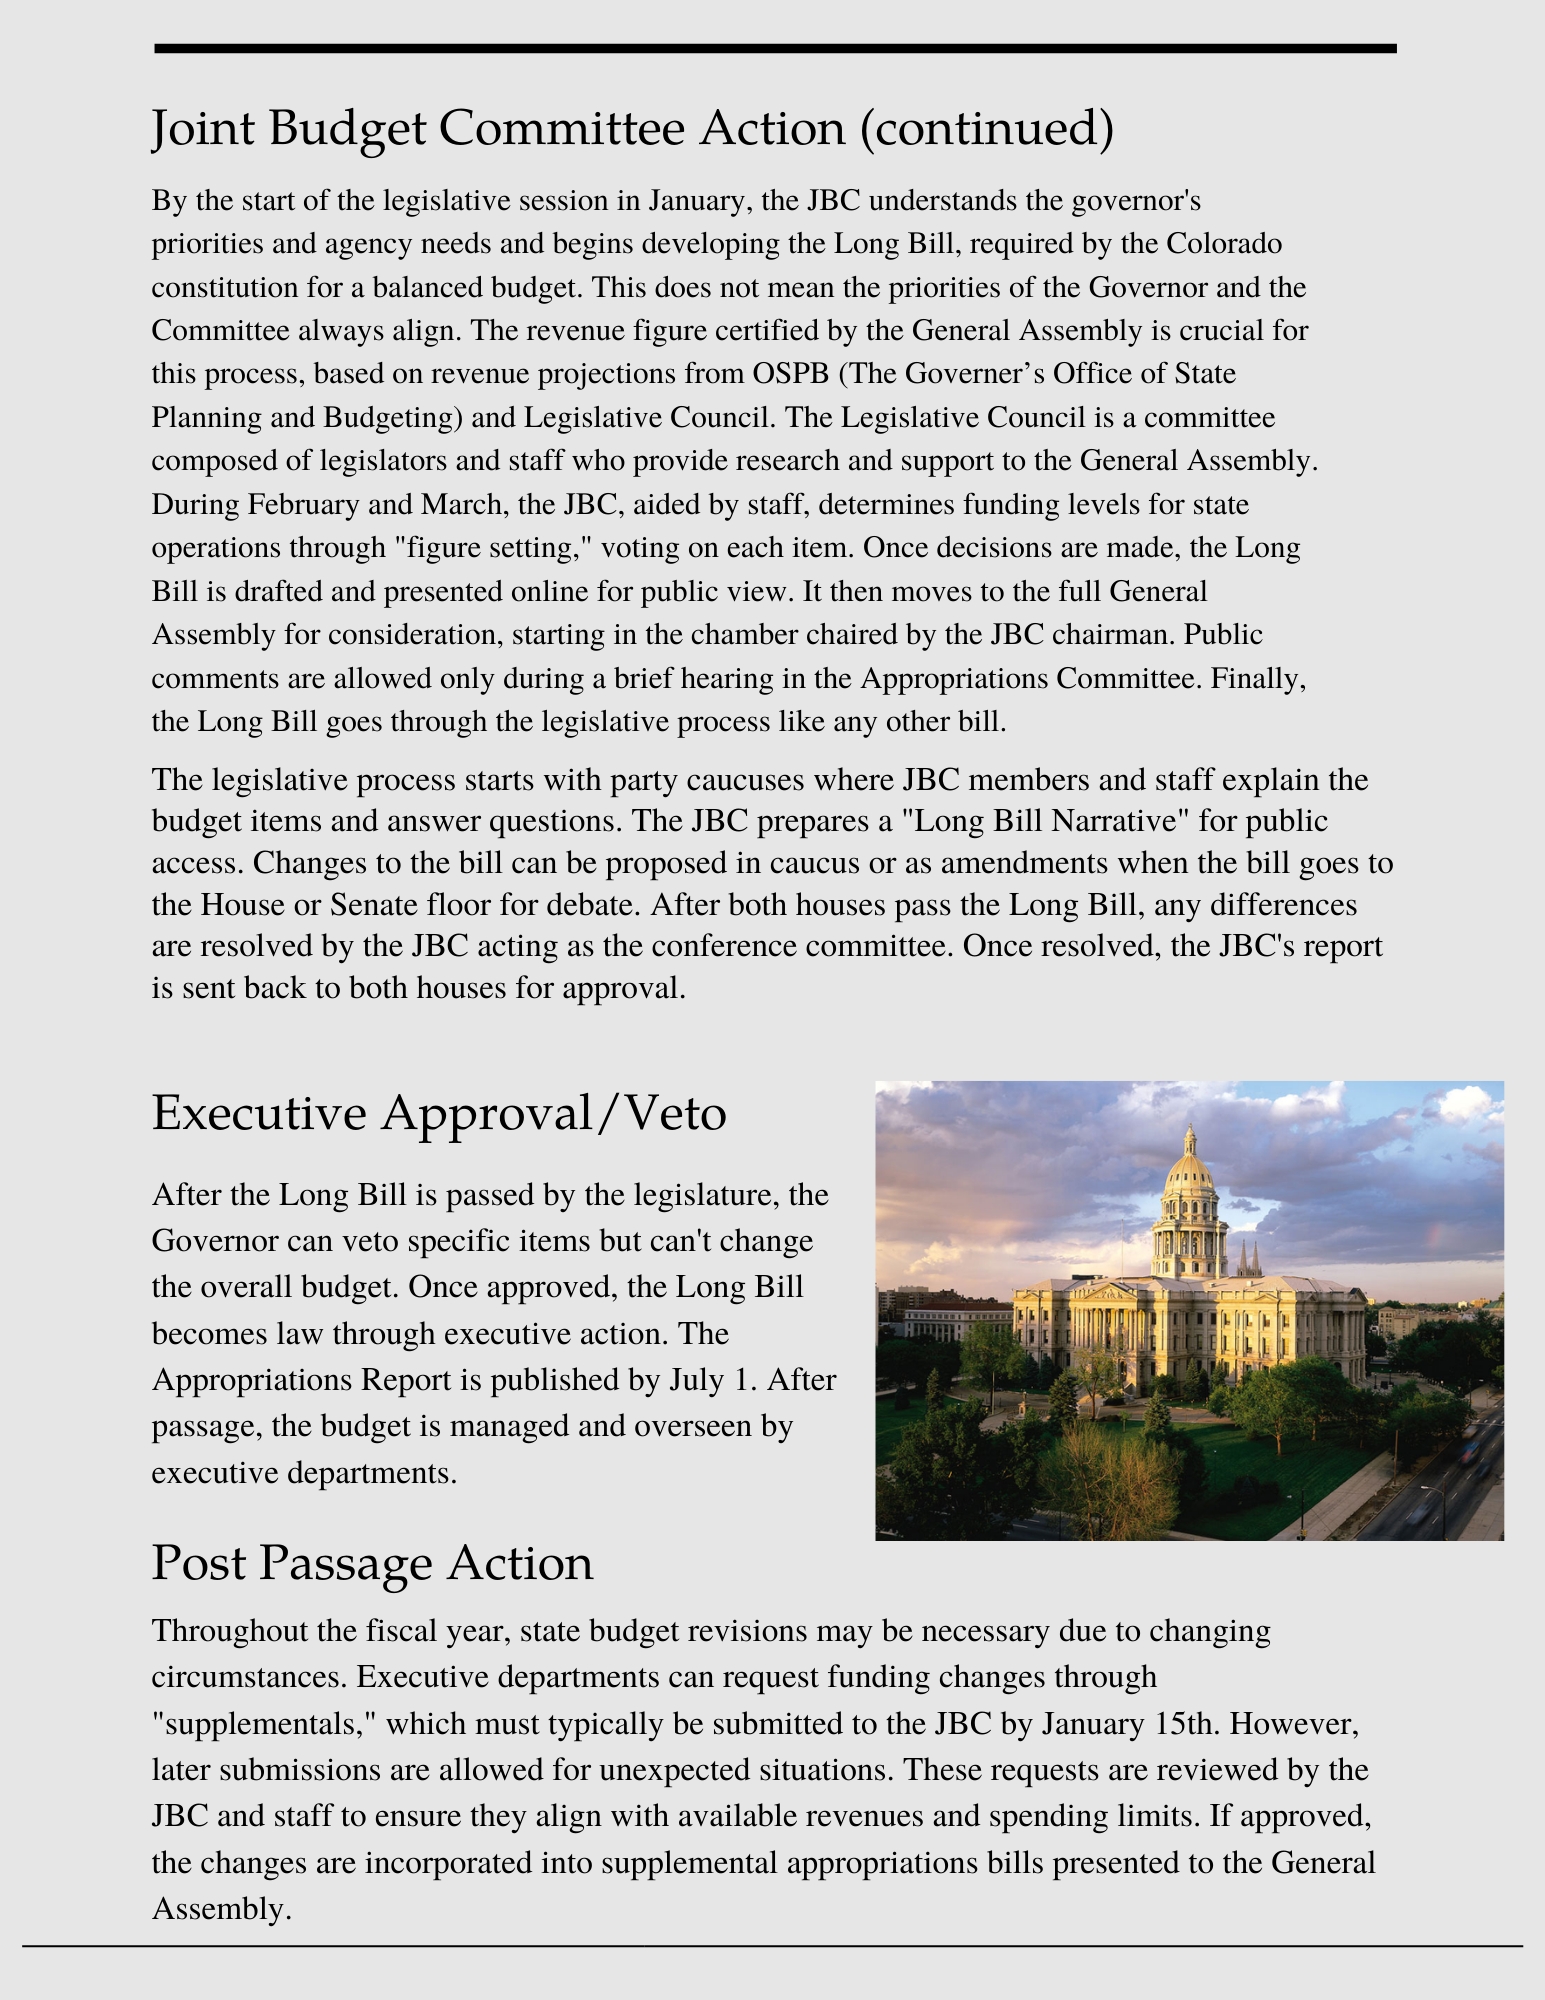 Joint Budget Committee Action (continued)
By the start of the legislative session in January, the JBC understands the governor's
priorities and agency needs and begins developing the Long Bill, required by the Colorado
constitution for a balanced budget. This does not mean the priorities of the Governor and the
Committee always align. The revenue figure certified by the General Assembly is crucial for
this process, based on revenue projections from OSPB (The Governer’s Office of State
Planning and Budgeting) and Legislative Council. The Legislative Council is a committee
composed of legislators and staff who provide research and support to the General Assembly.
During February and March, the JBC, aided by staff, determines funding levels for state
operations through "figure setting," voting on each item. Once decisions are made, the Long
Bill is drafted and presented online for public view. It then moves to the full General
Assembly for consideration, starting in the chamber chaired by the JBC chairman. Public
comments are allowed only during a brief hearing in the Appropriations Committee. Finally,
the Long Bill goes through the legislative process like any other bill.
The legislative process starts with party caucuses where JBC members and staff explain the
budget items and answer questions. The JBC prepares a "Long Bill Narrative" for public
access. Changes to the bill can be proposed in caucus or as amendments when the bill goes to
the House or Senate floor for debate. After both houses pass the Long Bill, any differences
are resolved by the JBC acting as the conference committee. Once resolved, the JBC's report
is sent back to both houses for approval.
Executive Approval/Veto
After the Long Bill is passed by the legislature, the
Governor can veto specific items but can't change
the overall budget. Once approved, the Long Bill
becomes law through executive action. The
Appropriations Report is published by July 1. After
passage, the budget is managed and overseen by
executive departments.
Post Passage Action
Throughout the fiscal year, state budget revisions may be necessary due to changing
circumstances. Executive departments can request funding changes through
"supplementals," which must typically be submitted to the JBC by January 15th. However,
later submissions are allowed for unexpected situations. These requests are reviewed by the
JBC and staff to ensure they align with available revenues and spending limits. If approved,
the changes are incorporated into supplemental appropriations bills presented to the General
Assembly.